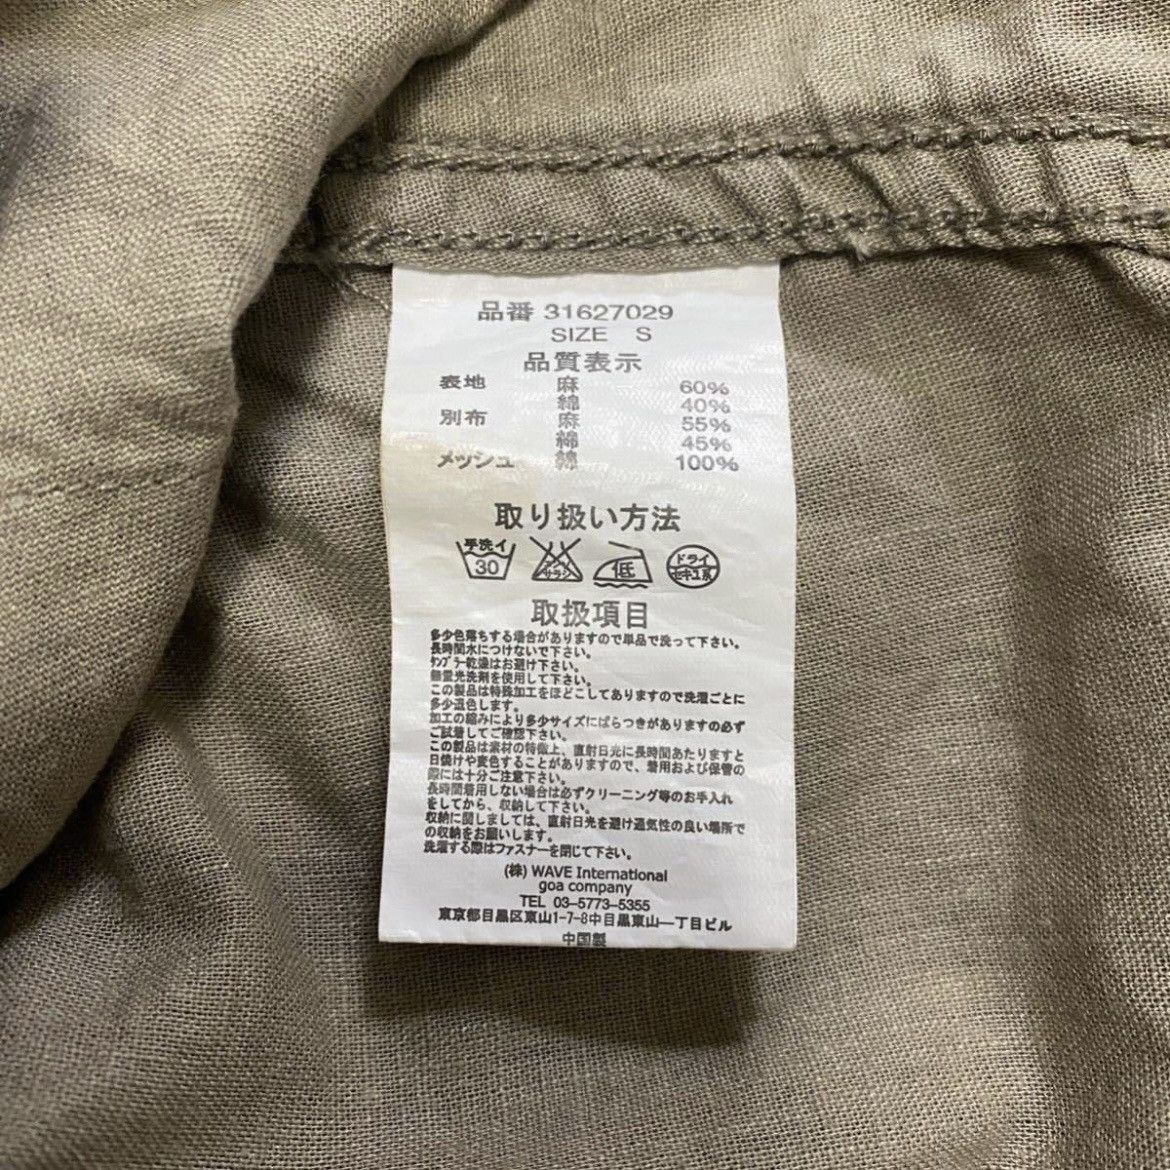 品番 31627029
SIZE S
品質表示
表地 麻 60%
綿 40%
別布 麻 55%
綿 45%
メッシュ 綿 100%
取り扱い方法
手洗イ 30 サラシ 低 ドライ セキユ系
取扱項目
多少色落ちする場合がありますので単品で洗って下さい。
長時間水につけないで下さい。
ﾀﾝﾌﾞﾗｰ乾燥はお避け下さい。
無蛍光洗剤を使用して下さい。
この製品は特殊加工をほどこしてありますので洗濯ごとに
多少退色します。
加工の縮みにより多少サイズにばらつきがありますの必ず
ご試着してご確認下さい。
この製品は素材の特徴上、直射日光に長時間あたりますと
日焼けや変色することがありますので、着用および保管の
際には十分ご注意下さい。
長時間着用しない場合は必ずクリーニング等のお手入れ
をしてから、収納して下さい。
収納に関しましては、直射日光を避け通気性の良い場所で
の収納をお願いします。
洗濯する際はファスナーを閉じて下さい。
(株) WAVE International
goa company
TEL 03-5773-5355
東京都目黒区東山1-7-8中目黒東山一丁目ビル
中国製